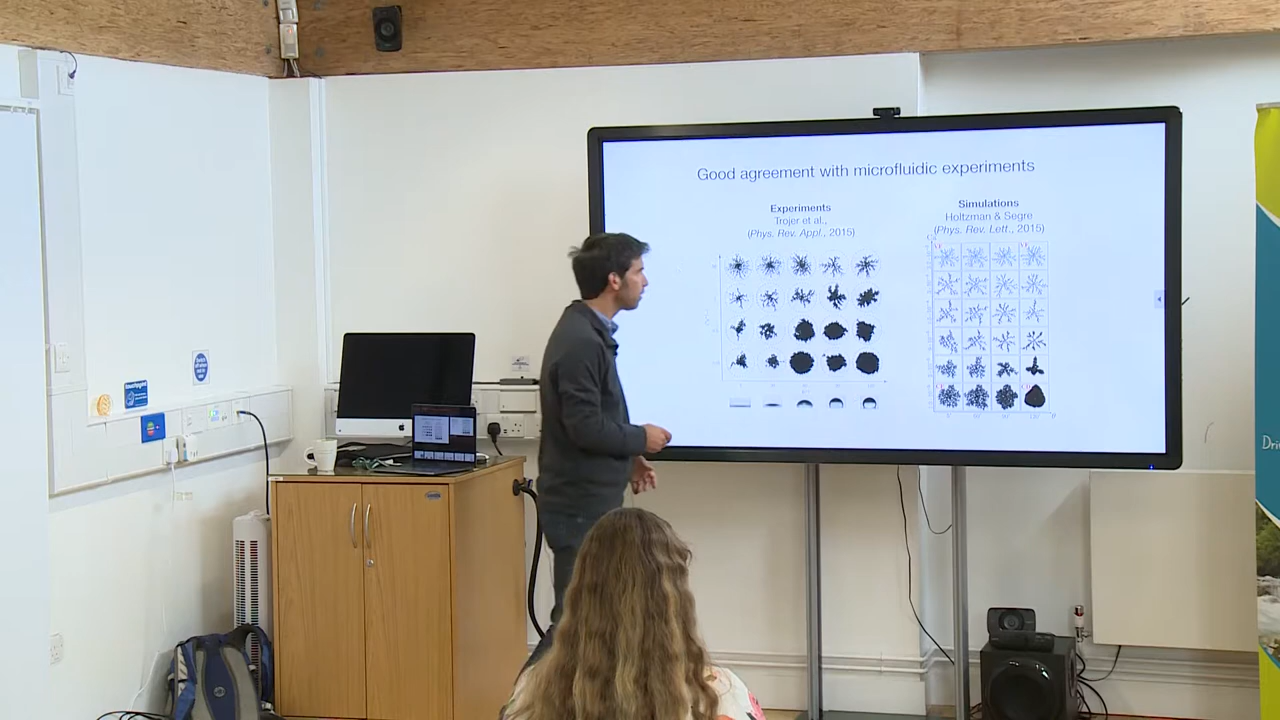 Good agreement with microfluidic experiments
Experiments
Trojer et al.,
(Phys. Rev. Appl., 2015)
Simulations
Holtzman & Segre
(Phys. Rev. Lett., 2015)
Dri